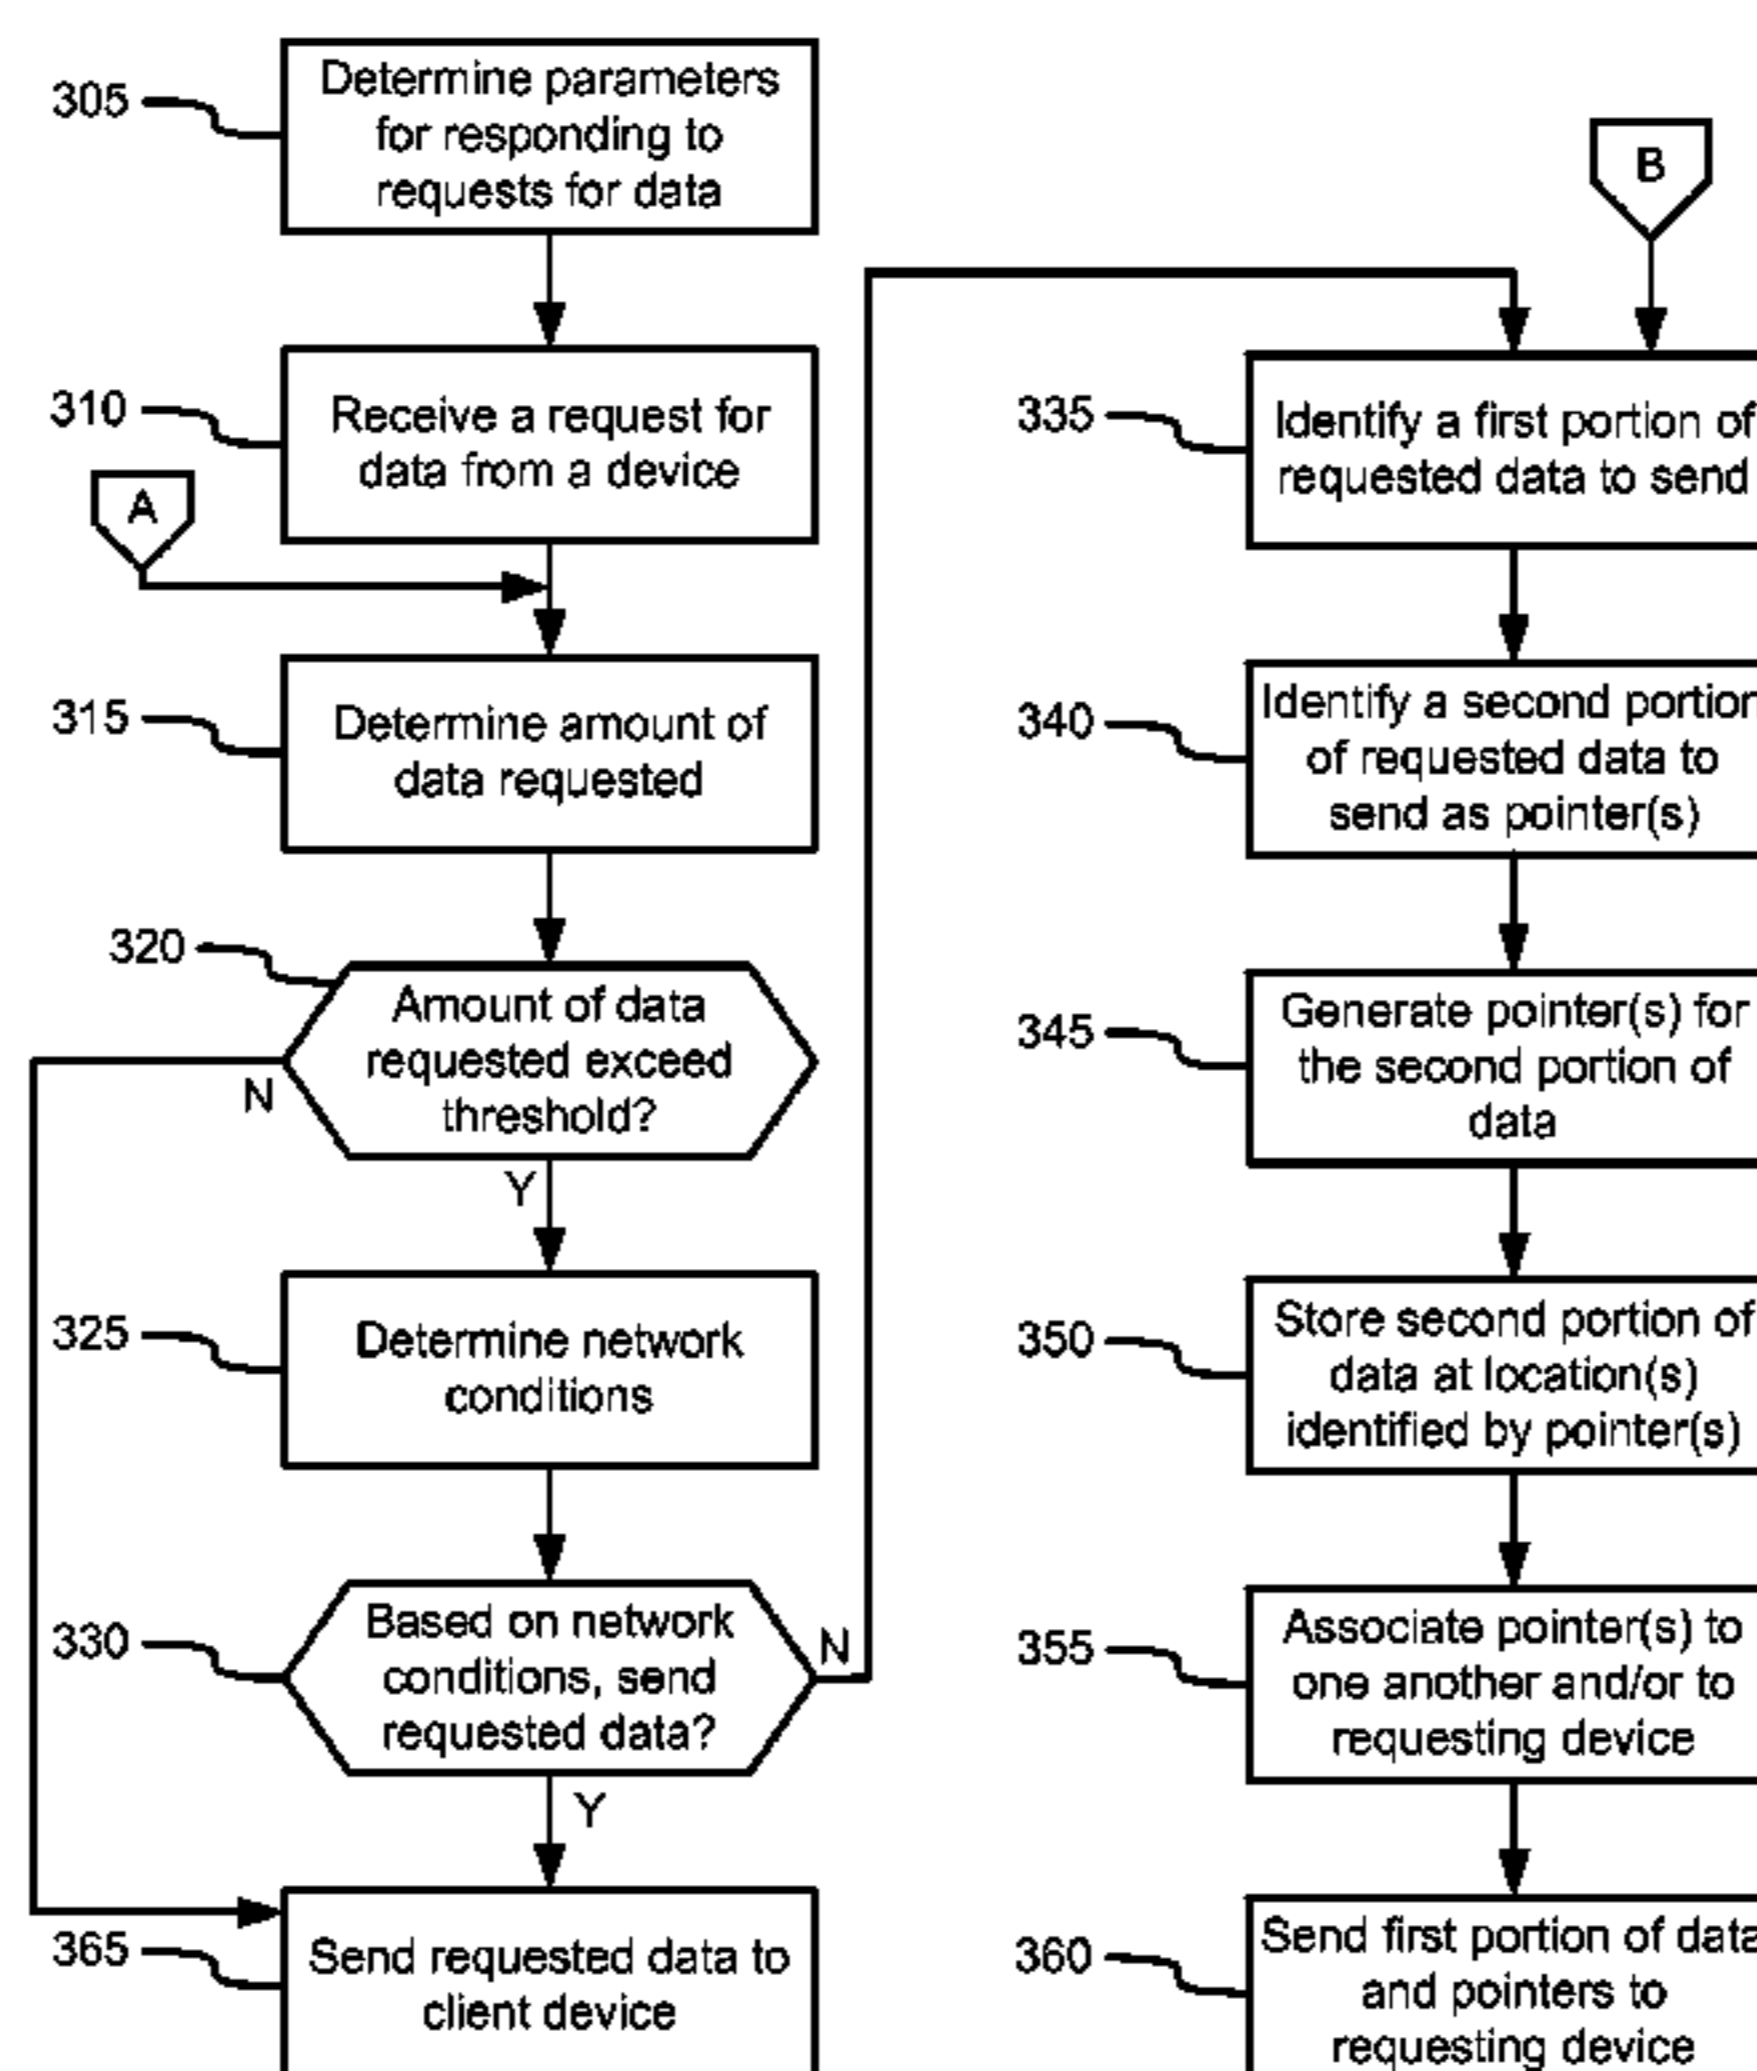 305
Determine parameters
for responding to
requests for data
310
Receive a request for
data from a device
A
315
Determine amount of
data requested
320
Amount of data
requested exceed
threshold?
N
Y
325
Determine network
conditions
330
Based on network
conditions, send
requested data?
N
Y
365
Send requested data to
client device
B
335
Identify a first portion of
requested data to send
340
Identify a second portion
of requested data to
send as pointer(s)
345
Generate pointer(s) for
the second portion of
data
350
Store second portion of
data at location(s)
identified by pointer(s)
355
Associate pointer(s) to
one another and/or to
requesting device
360
Send first portion of data
and pointers to
requesting device